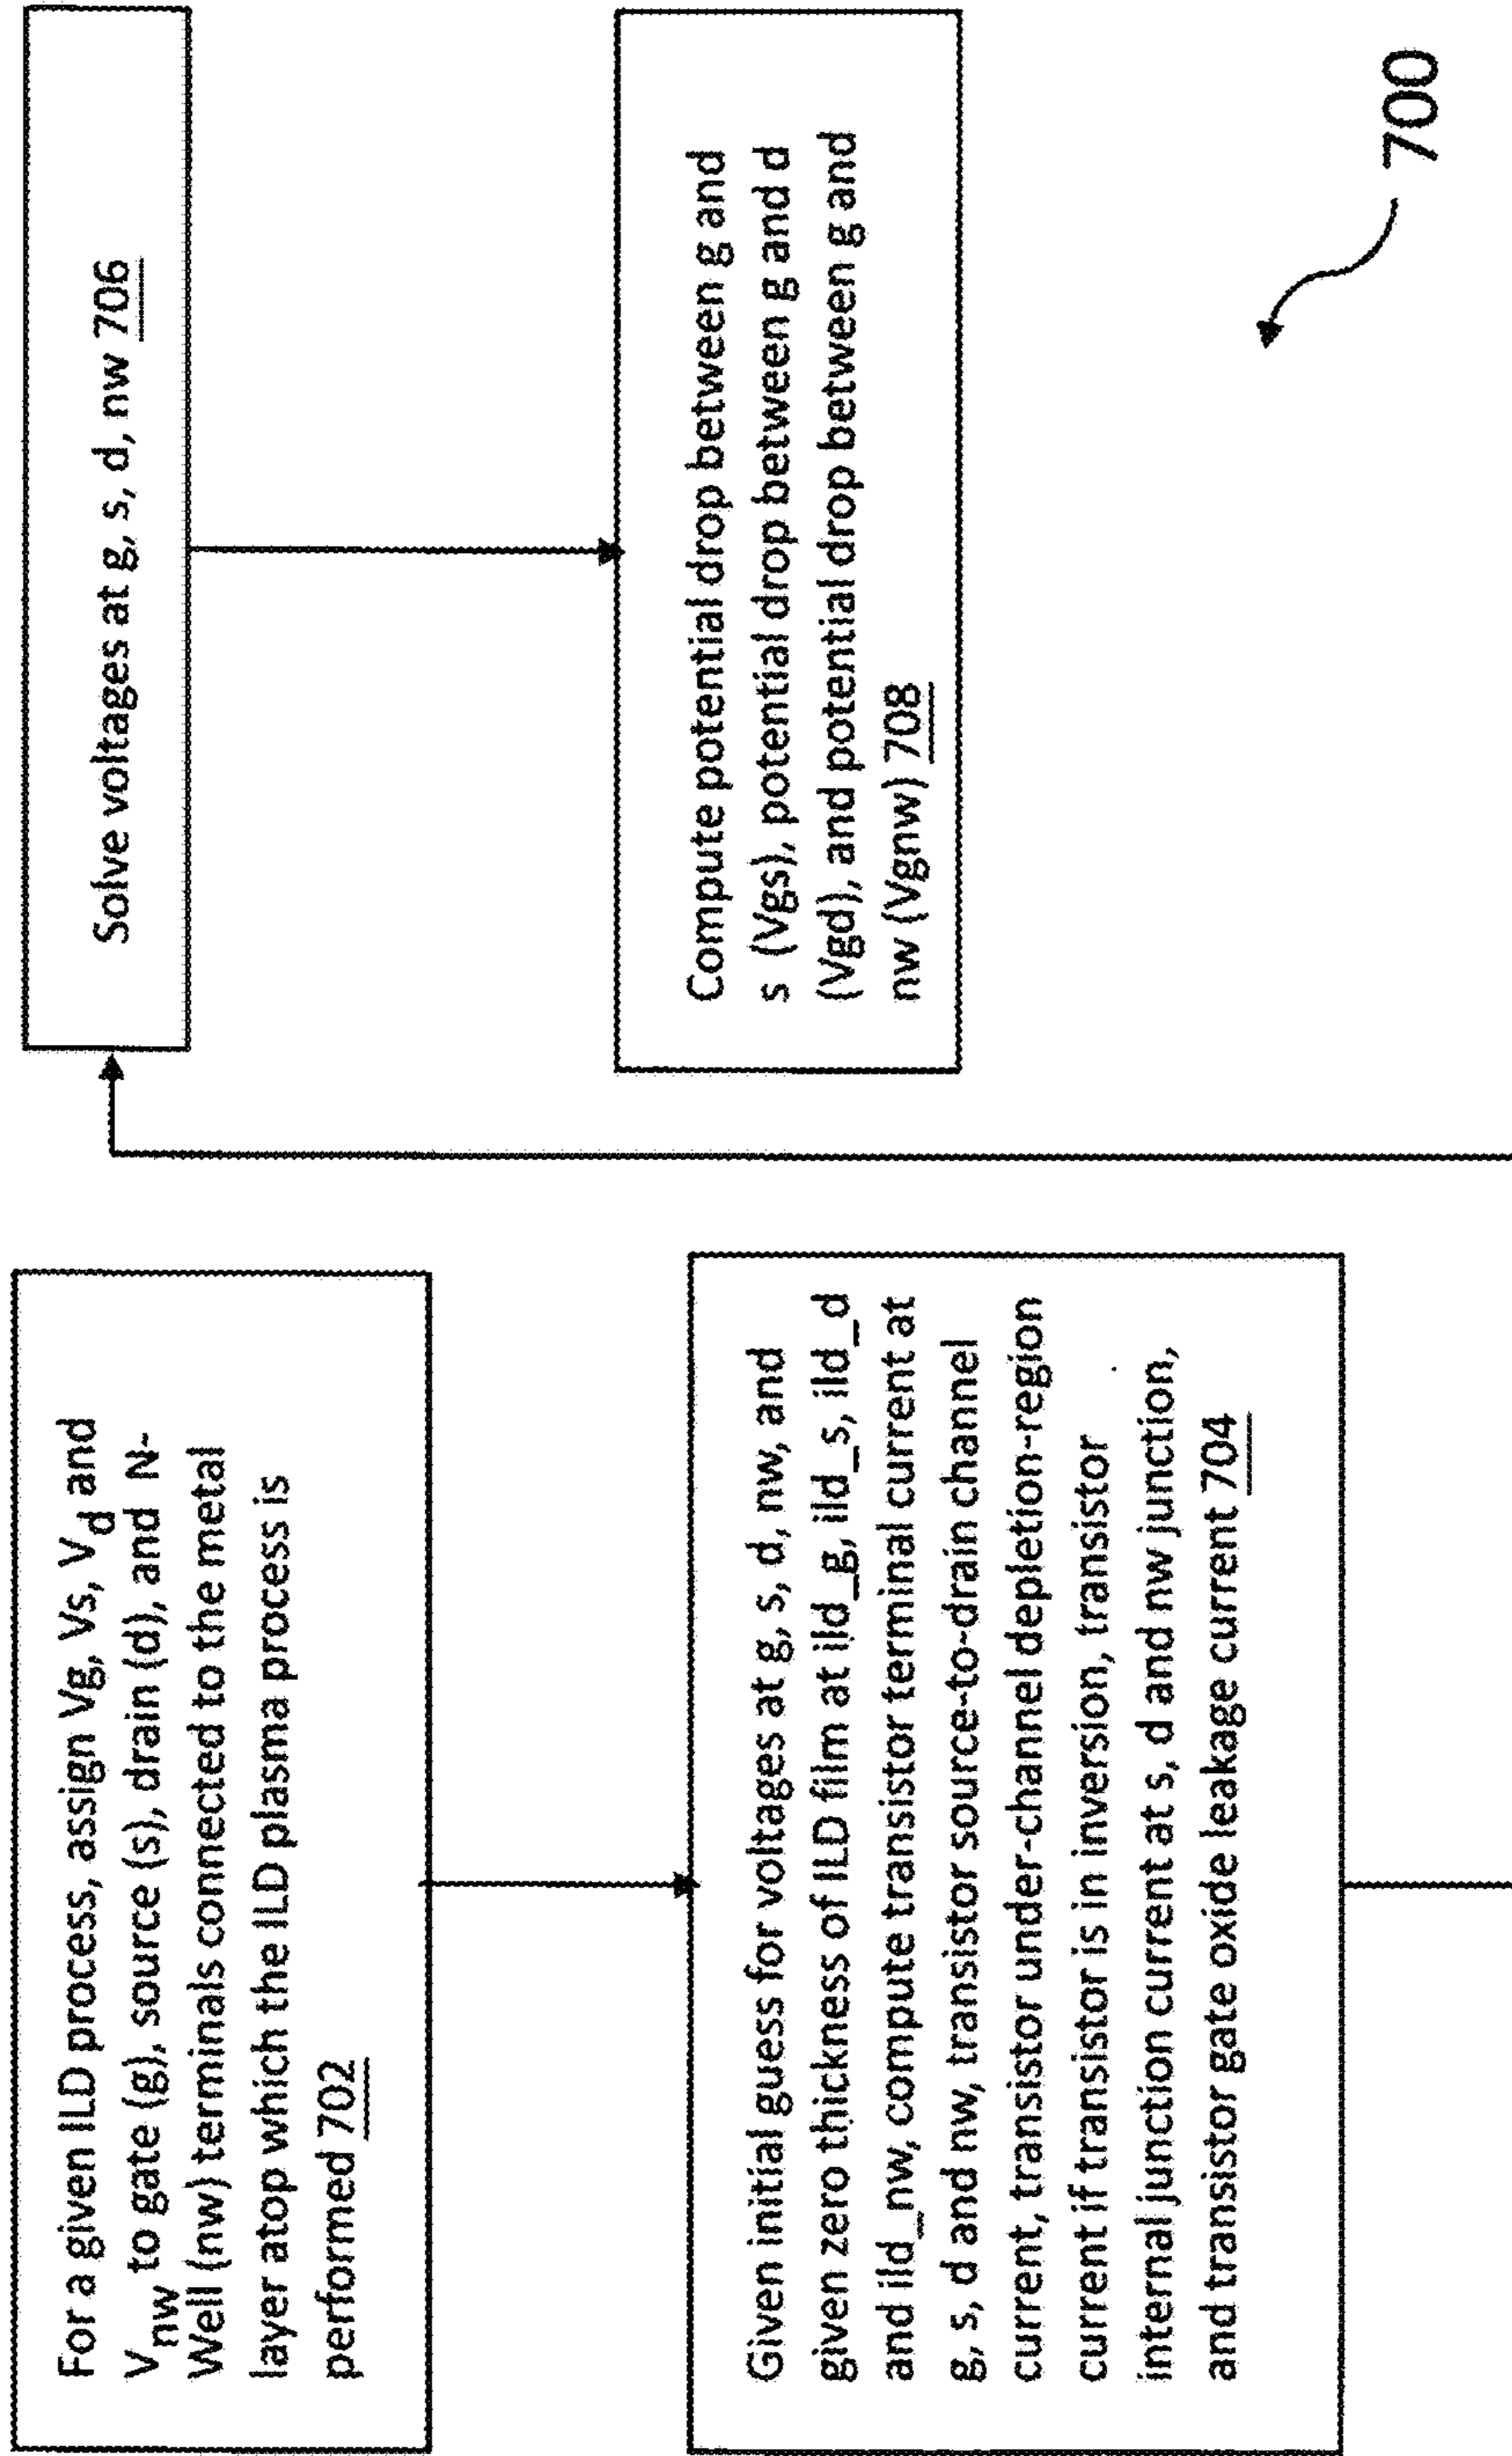 For a given ILD process, assign Vg, Vs, Vd and
Vnw to gate (g), source (s), drain (d), and N-
Well (nw) terminals connected to the metal
layer atop which the ILD plasma process is
performed 702
Given initial guess for voltages at g, s, d, nw, and
given zero thickness of ILD film at ild_g, ild_s, ild_d
and ild_nw, compute transistor terminal current at
g, s, d and nw, transistor source-to-drain channel
current, transistor under-channel depletion-region
current if transistor is in inversion, transistor
internal junction current at s, d and nw junction,
and transistor gate oxide leakage current 704
Solve voltages at g, s, d, nw 706
Compute potential drop between g and
s (Vgs), potential drop between g and d
(Vgd), and potential drop between g and
nw (Vgnw) 708
700